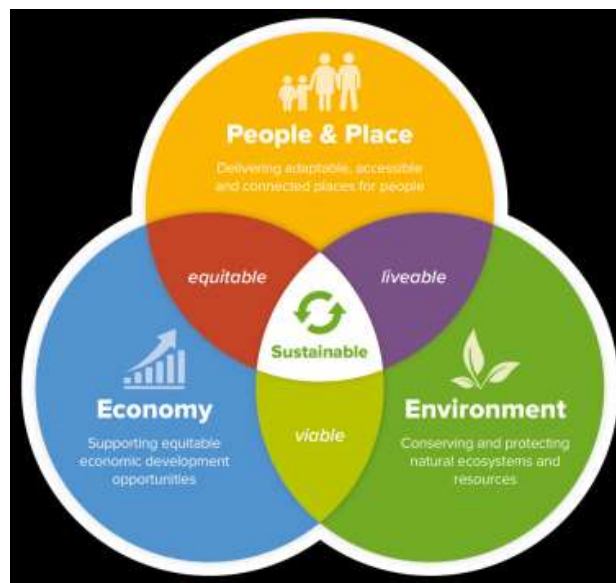 People & Place
Delivering adaptable, accessible
and connected places for people
equitable
liveable
Sustainable
Economy
Supporting equitable
economic development
opportunities
viable
Environment
Conserving and protecting
natural ecosystems and
resources